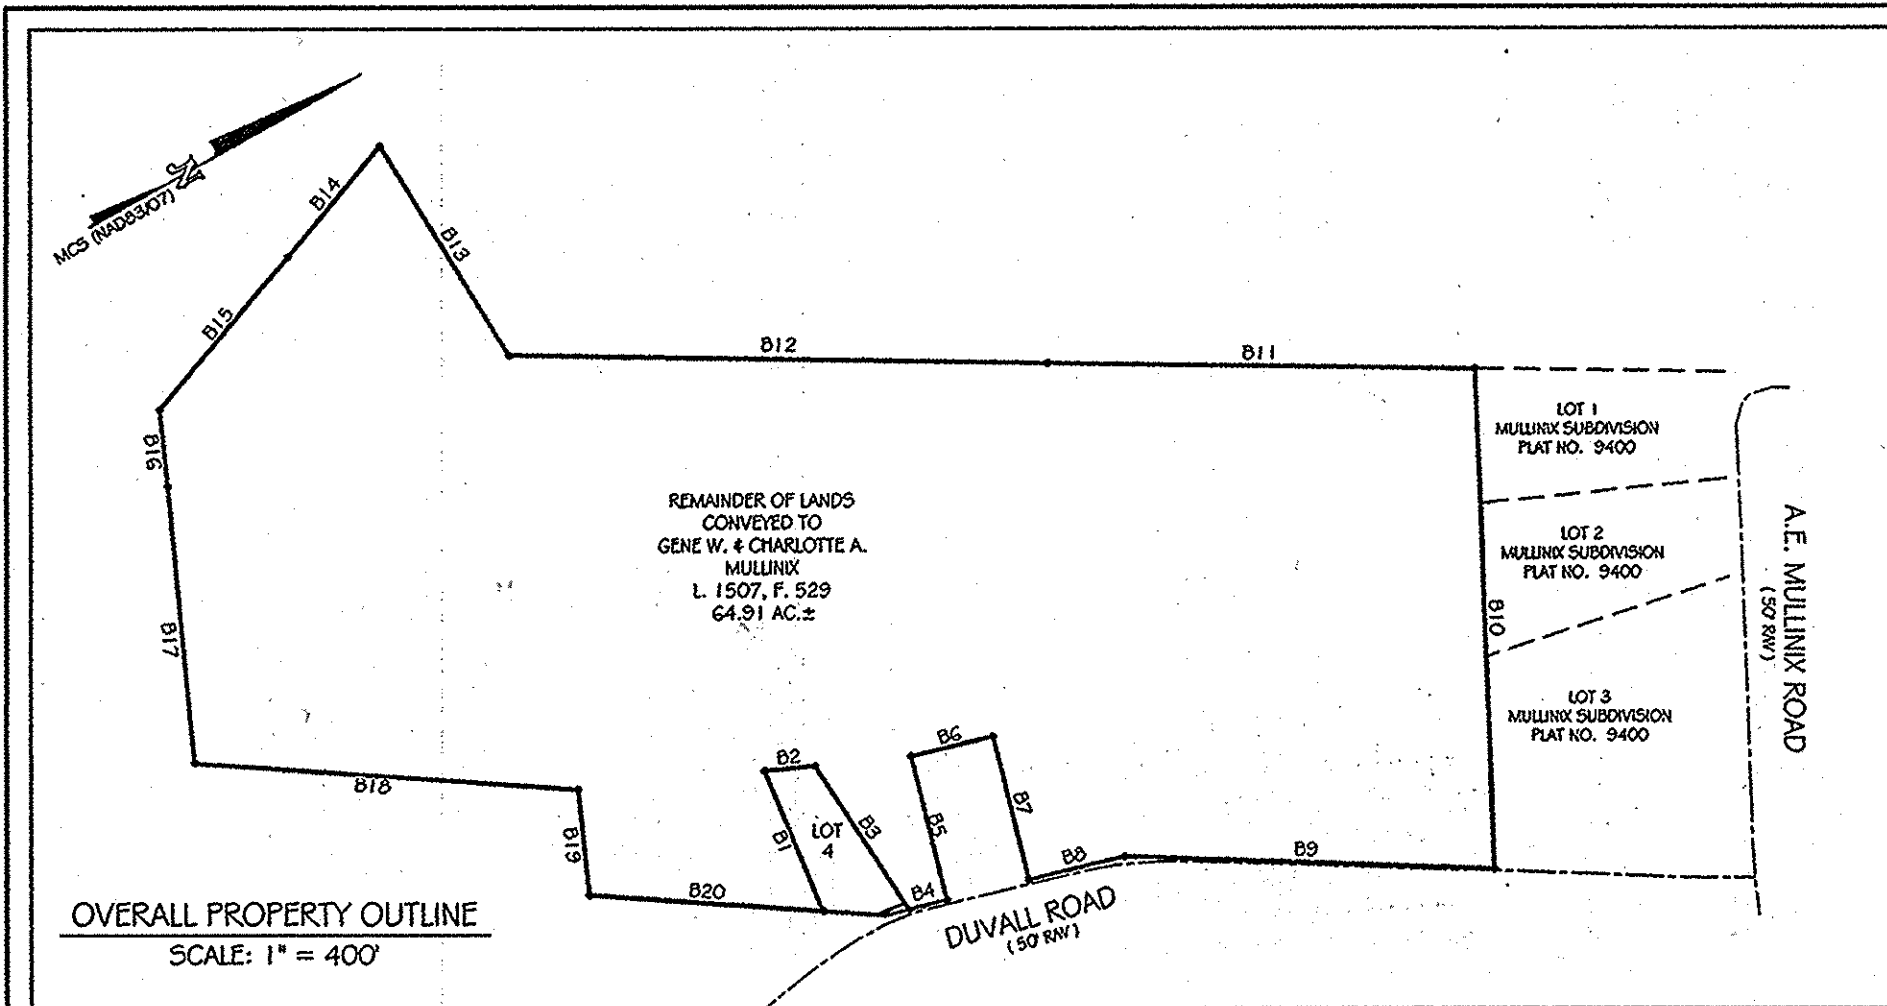 N
MCS (NAD83/07)
B14
B13
B15
B12
B11
B16
B17
B18
B19
B20
B1
B2
B3
B4
B5
B6
B7
B8
B9
B10
REMAINDER OF LANDS
CONVEYED TO
GENE W. & CHARLOTTE A.
MULLINIX
L. 1507, F. 529
64.91 AC.±
LOT
4
LOT 1
MULLINIX SUBDIVISION
PLAT NO. 9400
LOT 2
MULLINIX SUBDIVISION
PLAT NO. 9400
LOT 3
MULLINIX SUBDIVISION
PLAT NO. 9400
A.E. MULLINIX ROAD
(50' R/W)
DUVALL ROAD
(50' R/W)
OVERALL PROPERTY OUTLINE
SCALE: 1" = 400'